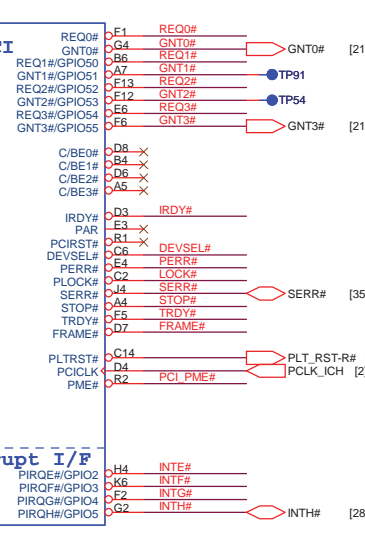 REQ0# F1 REQ0#
CI GNT0# G4 GNT0# GNT0# [21
REQ1#/GPIO50 B6 REQ1#
GNT1#/GPIO51 A7 GNT1# TP91
REQ2#/GPIO52 F13 REQ2#
GNT2#/GPIO53 F12 GNT2# TP54
REQ3#/GPIO54 E6 REQ3#
GNT3#/GPIO55 F6 GNT3# GNT3# [21
C/BE0# D8
C/BE1# B4
C/BE2# D6
C/BE3# A5
IRDY# D3 IRDY#
PAR E3
PCIRST# R1
DEVSEL# C6 DEVSEL#
PERR# E4 PERR#
PLOCK# C2 LOCK#
SERR# J4 SERR# SERR# [35
STOP# A4 STOP#
TRDY# F5 TRDY#
FRAME# D7 FRAME#
PLTRST# C14 PLT_RST-R#
PCICLK D4 PCLK_ICH [2
PME# R2 PCI_PME#
rupt I/F
PIRQE#/GPIO2 H4 INTE#
PIRQF#/GPIO3 K6 INTF#
PIRQG#/GPIO4 F2 INTG#
PIRQH#/GPIO5 G2 INTH# INTH# [28